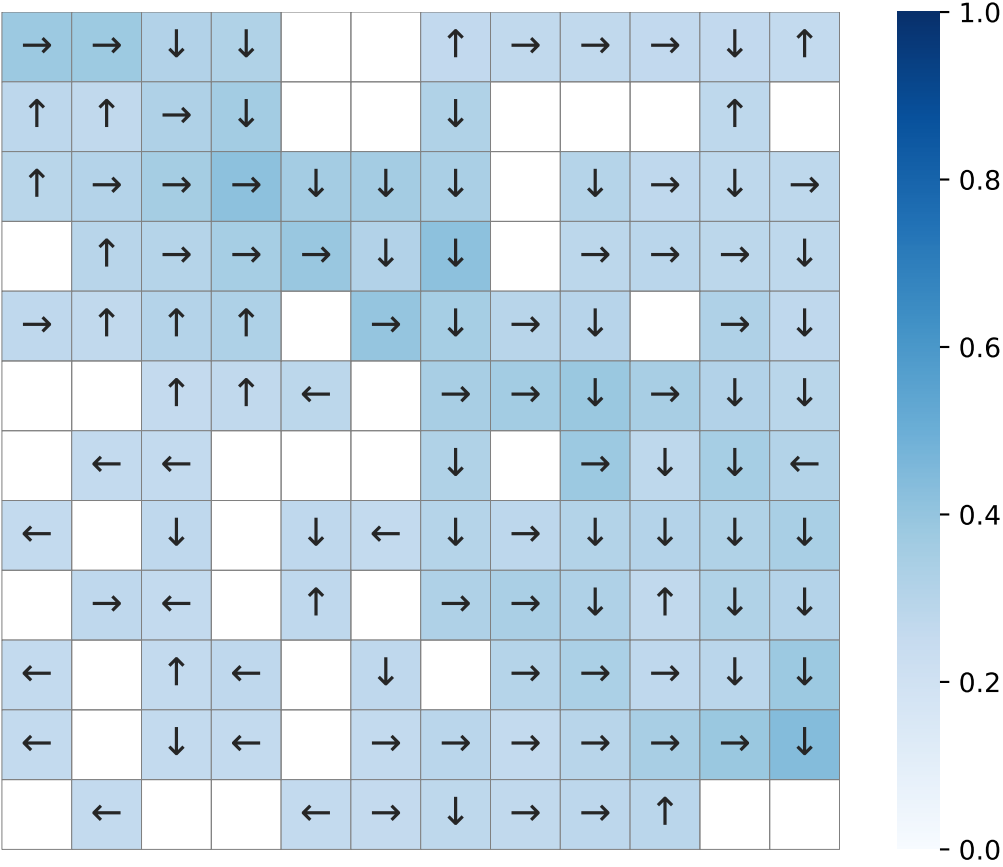 → → ↓ ↓ ↑ → → → ↓ ↑
↑ ↑ → ↓ ↓ ↑
↑ → → → ↓ ↓ ↓ ↓ → ↓ →
↑ → → → ↓ ↓ → → → ↓
→ ↑ ↑ ↑ → ↓ → ↓ → ↓
↑ ↑ ← → → ↓ → ↓ ↓
← ← ↓ → ↓ ↓ ←
← ↓ ↓ ← ↓ → ↓ ↓ ↓ ↓
→ ← ↑ → → ↓ ↑ ↓ ↓
← ↑ ← ↓ → → → ↓ ↓
← ↓ ← → → → → → → ↓
← ← → ↓ → → ↑
1.0
0.8
0.6
0.4
0.2
0.0